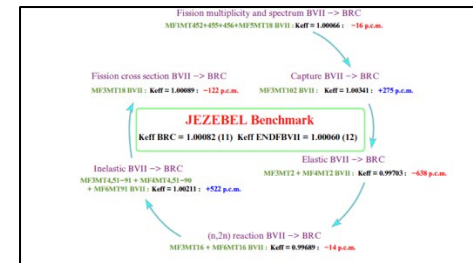 Fission multiplicity and spectrum BVII -> BRC
MF1MT452+455+456+MF5MT18 BVII : Keff = 1.00066 : -16 p.c.m.
Fission cross section BVII -> BRC
MF3MT18 BVII : Keff = 1.00089 : -122 p.c.m.
Capture BVII -> BRC
MF3MT102 BVII : Keff = 1.00341 : +275 p.c.m.
JEZEBEL Benchmark
Keff BRC = 1.00082 (11) Keff ENDFBVII = 1.00060 (12)
Inelastic BVII -> BRC
MF3MT4,51-91 + MF4MT4,51-90
+ MF6MT91 BVII : Keff = 1.00211 : +522 p.c.m.
Elastic BVII -> BRC
MF3MT2 + MF4MT2 BVII : Keff = 0.99703 : -638 p.c.m.
(n,2n) reaction BVII -> BRC
MF3MT16 + MF6MT16 BVII : Keff = 0.99689 : -14 p.c.m.